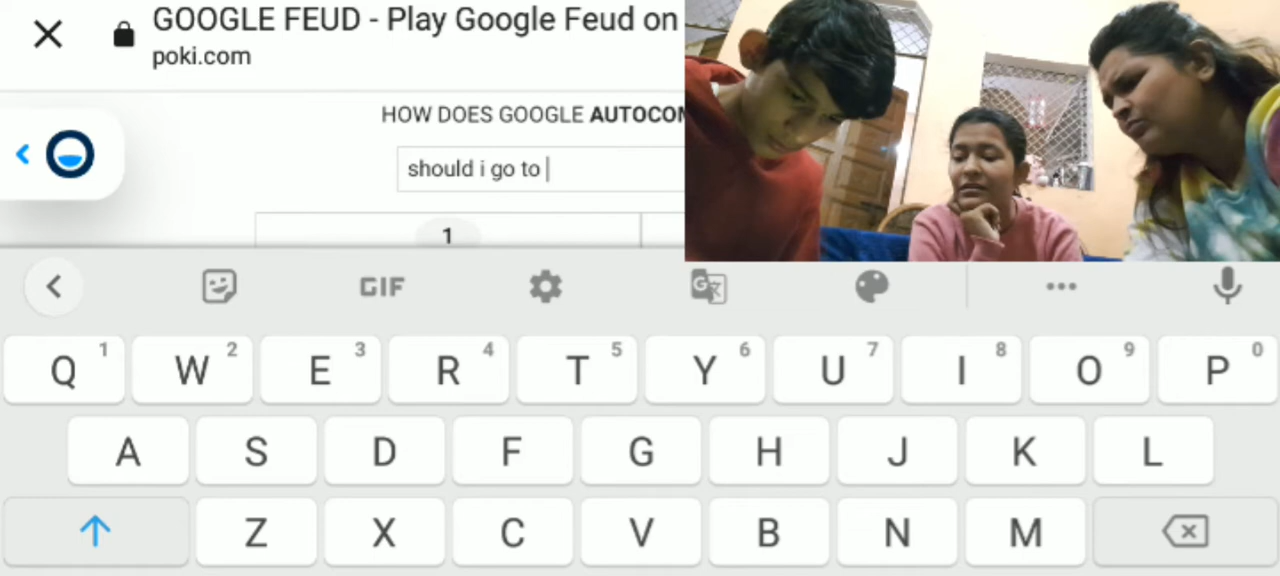 GOOGLE FEUD - Play Google Feud on
poki.com
HOW DOES GOOGLE AUTOCOM
should i go to
1
GIF
Q 1 W 2 E 3 R 4 T 5 Y 6 U 7 I 8 O 9 P 0
A S D F G H J K L
Z X C V B N M